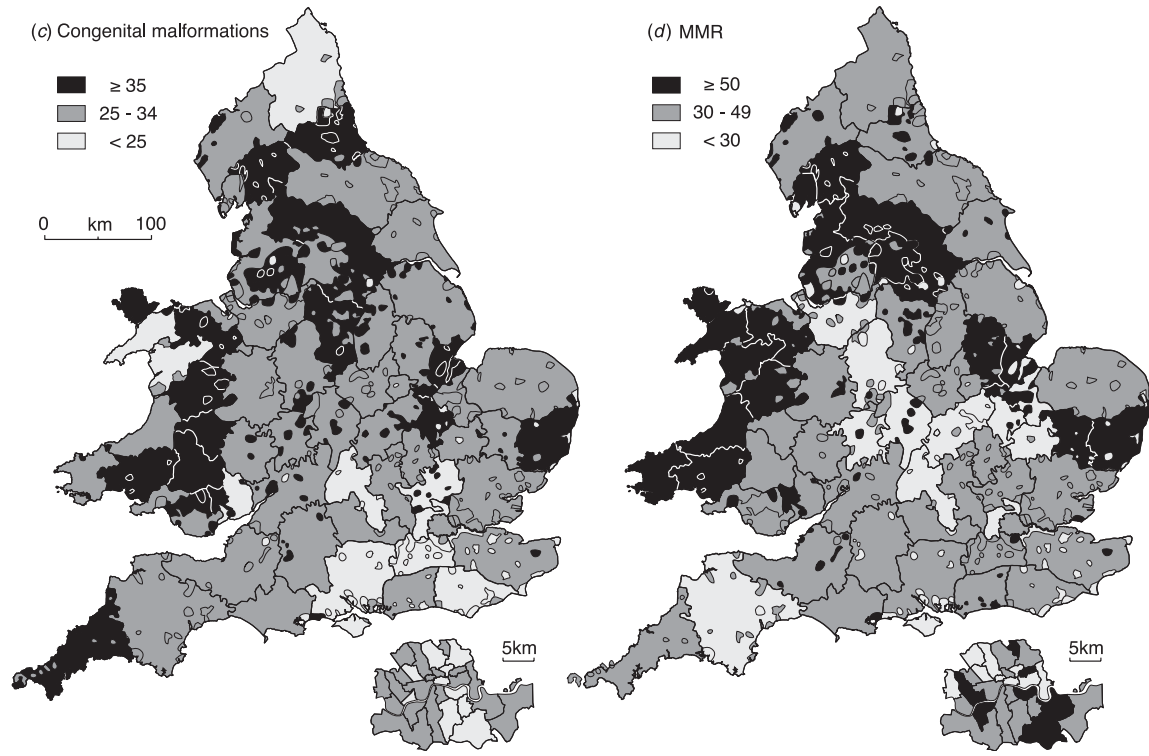 (c) Congenital malformations
≥ 35
25 - 34
< 25
0 km 100
5km
(d) MMR
≥ 50
30 - 49
< 30
5km